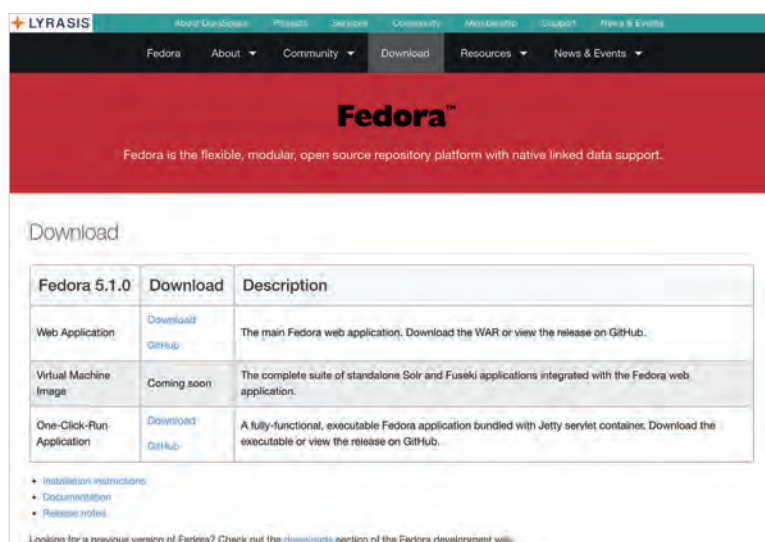 LYRASIS
About DuraSpace Projects Services Community Membership Support News & Events
Fedora About Community Download Resources News & Events
Fedora™
Fedora is the flexible, modular, open source repository platform with native linked data support.
Download
Fedora 5.1.0 Download Description
Web Application
Download
GitHub
The main Fedora web application. Download the WAR or view the release on GitHub.
Virtual Machine
Image
Coming soon
The complete suite of standalone Solr and Fuseki applications integrated with the Fedora web
application.
One-Click-Run
Application
Download
GitHub
A fully-functional, executable Fedora application bundled with Jetty servlet container. Download the
executable or view the release on GitHub.
Installation instructions
Documentation
Release notes
Looking for a previous version of Fedora? Check out the downloads section of the Fedora development